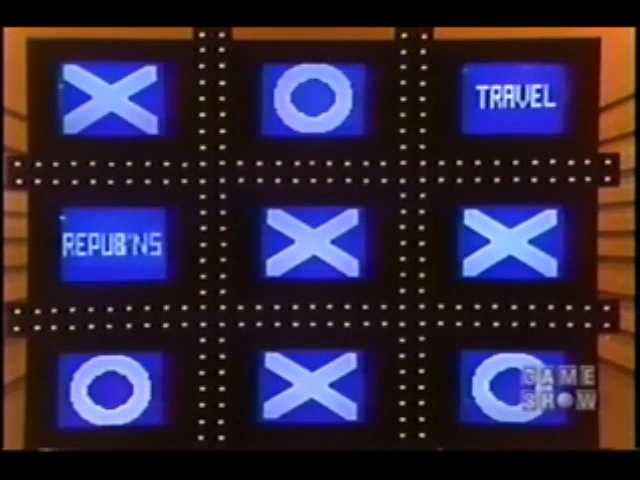 X O TRAVEL
REPUB'NS X X
O X O
GAME
SHOW